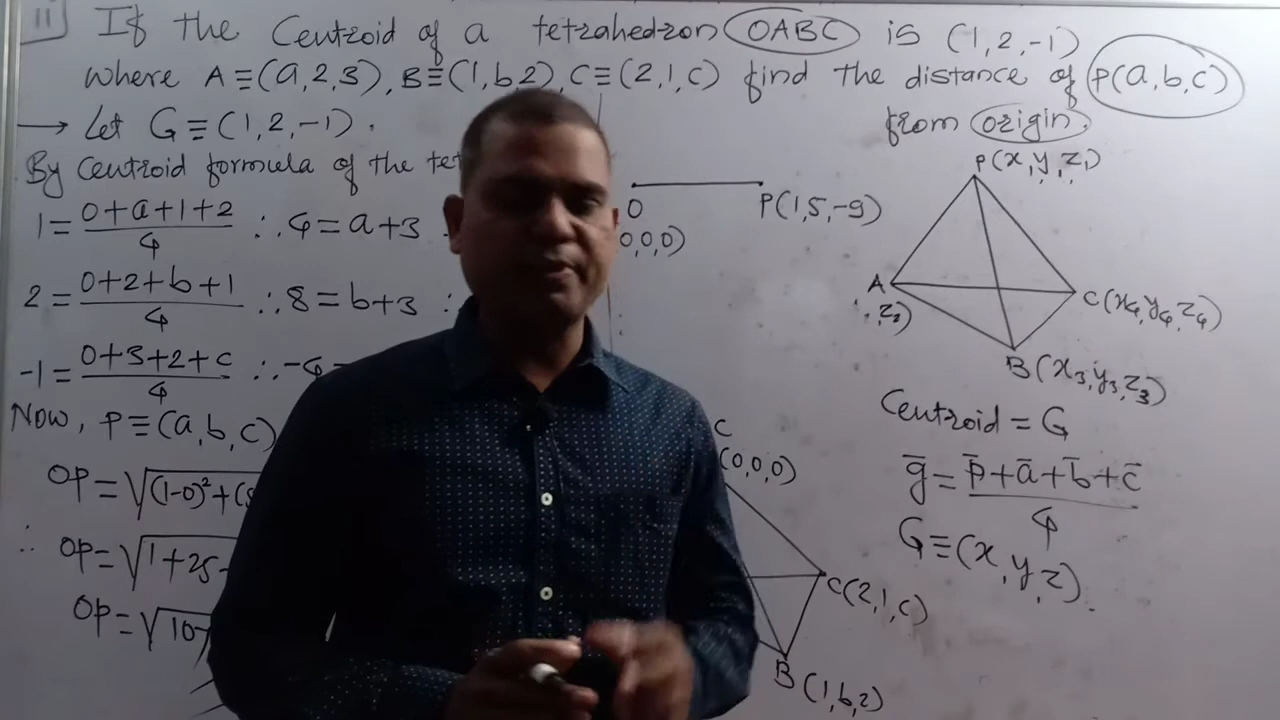 11 If the Centroid of a tetrahedron OABC is (1,2,-1)
where A≡(a,2,3), B≡(1,b,2), C≡(2,1,c) find the distance of P(a,b,c)
from origin.
→ Let G≡(1,2,-1).
By Centroid formula of the
1 = 0+a+1+2 / 4 ∴ 4 = a+3
2 = 0+2+b+1 / 4 ∴ 8 = b+3 :
-1 = 0+3+2+c / 4 ∴ -4
Now, P≡(a,b,c)
OP = √(1-0)²+
∴ OP = √1+25
OP = √107
O P(1,5,-9)
0,0,0)
(0,0,0)
C(2,1,c)
B(1,b,2)
P(x,y,z1)
A
z2)
C(x4,y4,z4)
B(x3,y3,z3)
Centroid = G
g̅ = p̅+a̅+b̅+c̅ / 4
G≡(x,y,z).